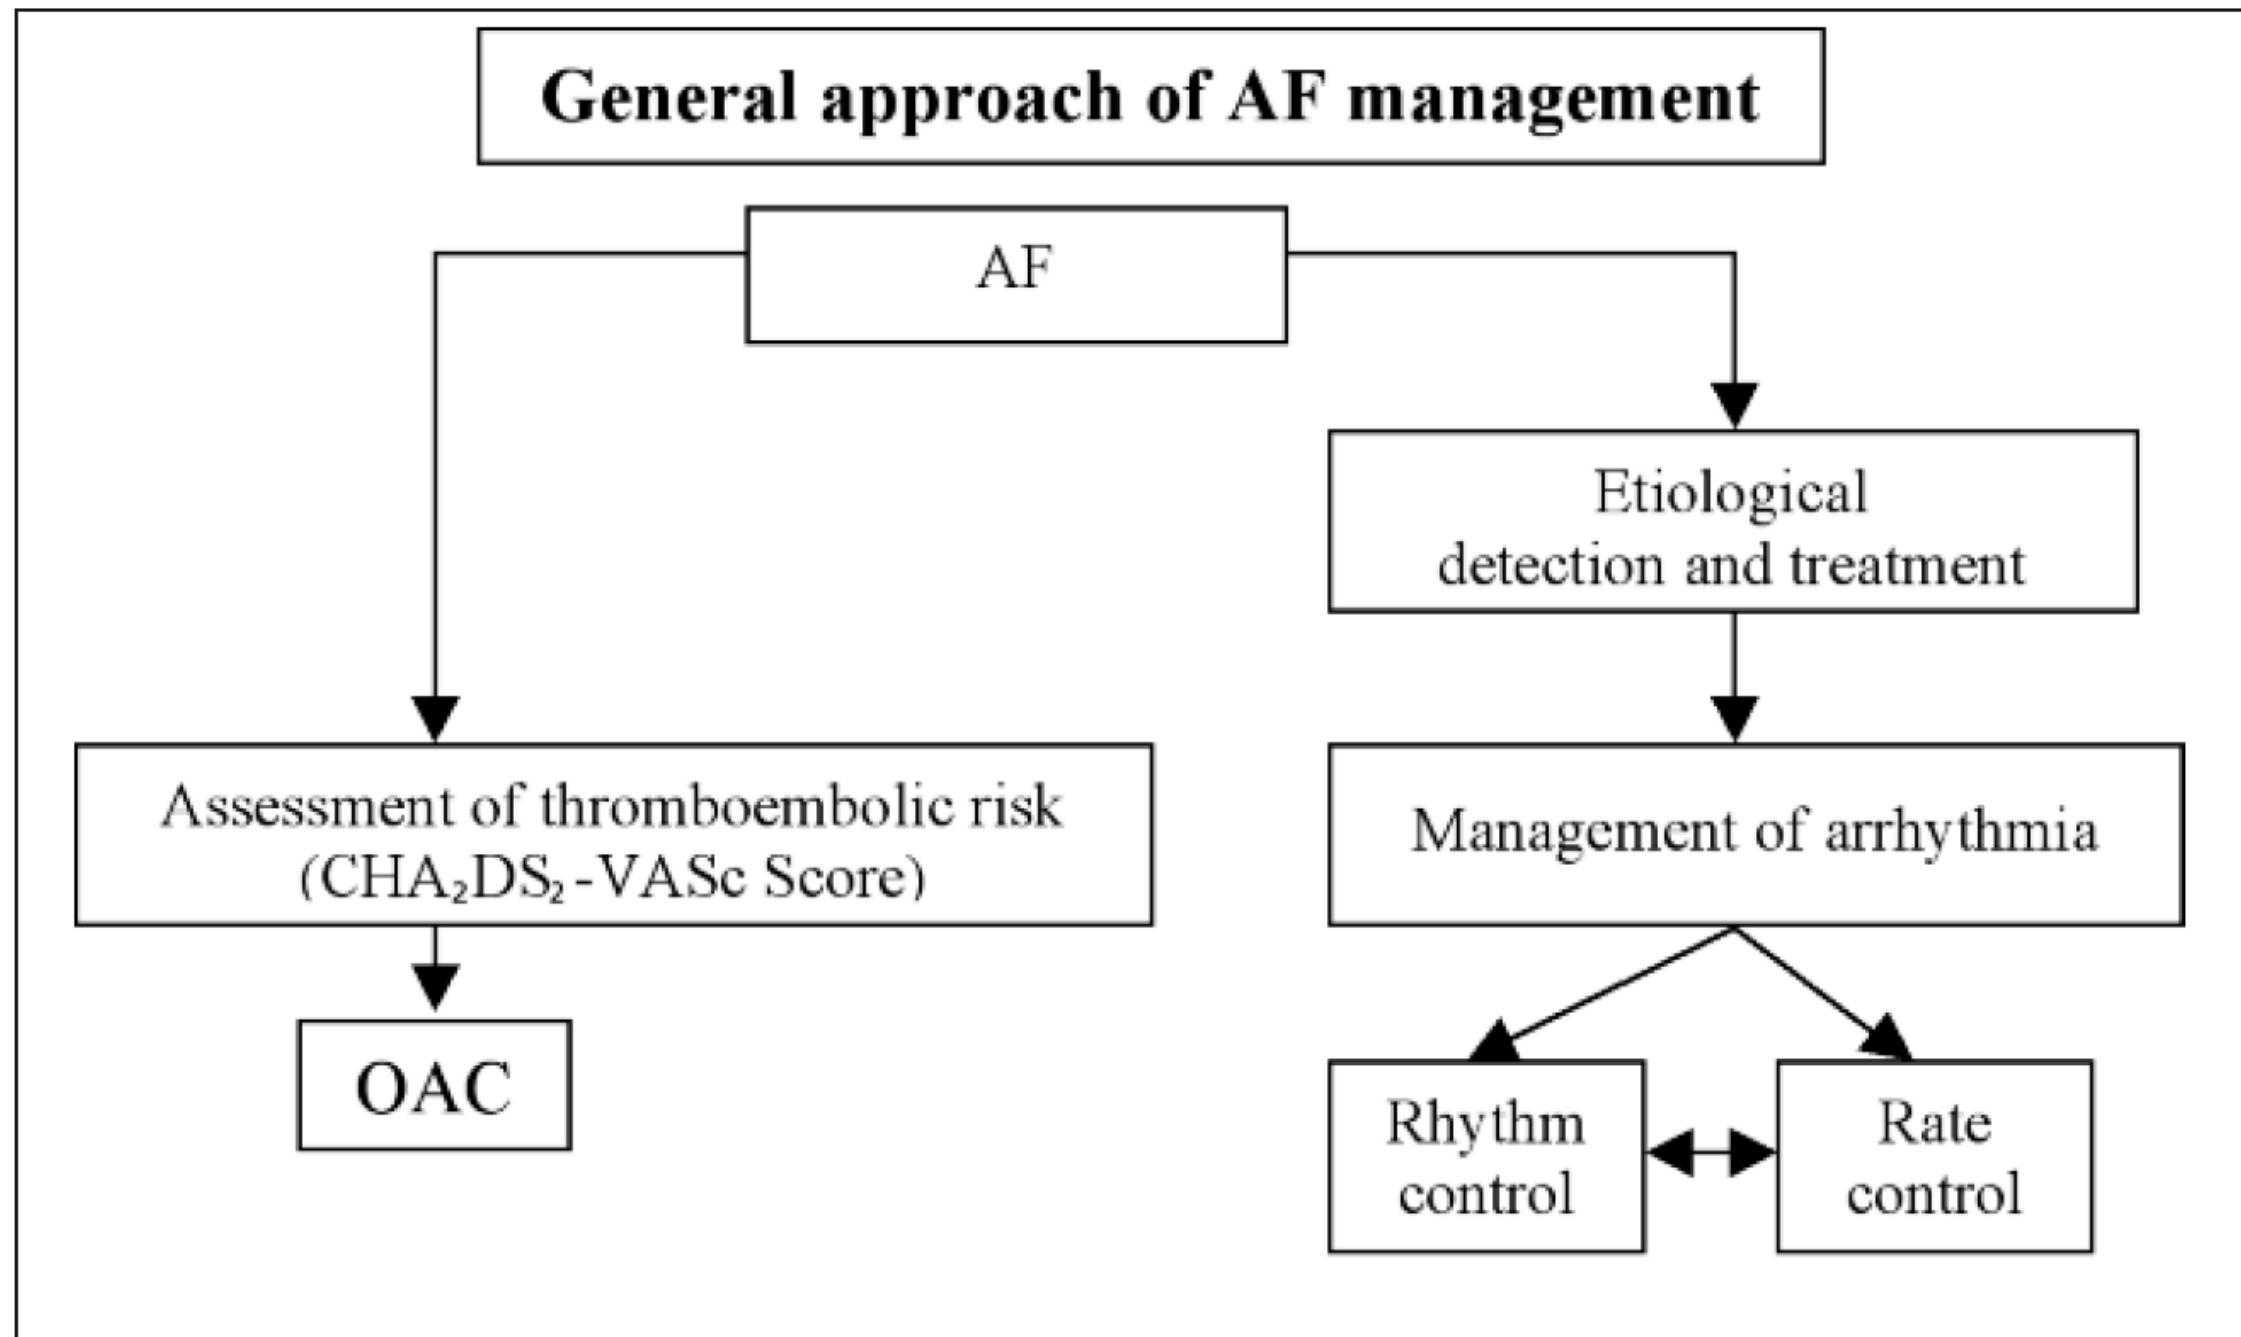 General approach of AF management
AF
Etiological
detection and treatment
Assessment of thromboembolic risk
(CHA₂DS₂-VASc Score)
Management of arrhythmia
OAC
Rhythm
control
Rate
control